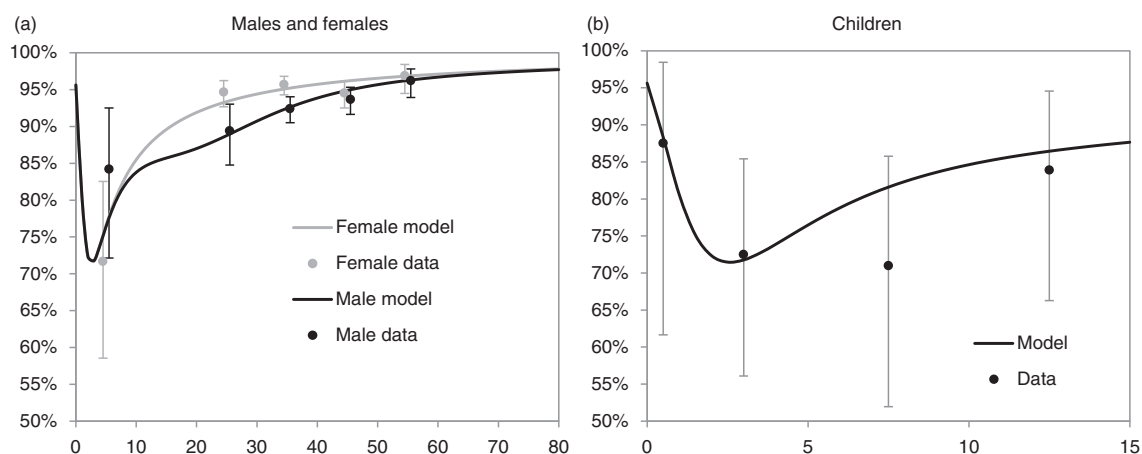 (a) Males and females
100%
95%
90%
85%
80%
75%
70%
65%
60%
55%
50%
0 10 20 30 40 50 60 70 80
Female model
Female data
Male model
Male data
(b) Children
100%
95%
90%
85%
80%
75%
70%
65%
60%
55%
50%
0 5 10 15
Model
Data